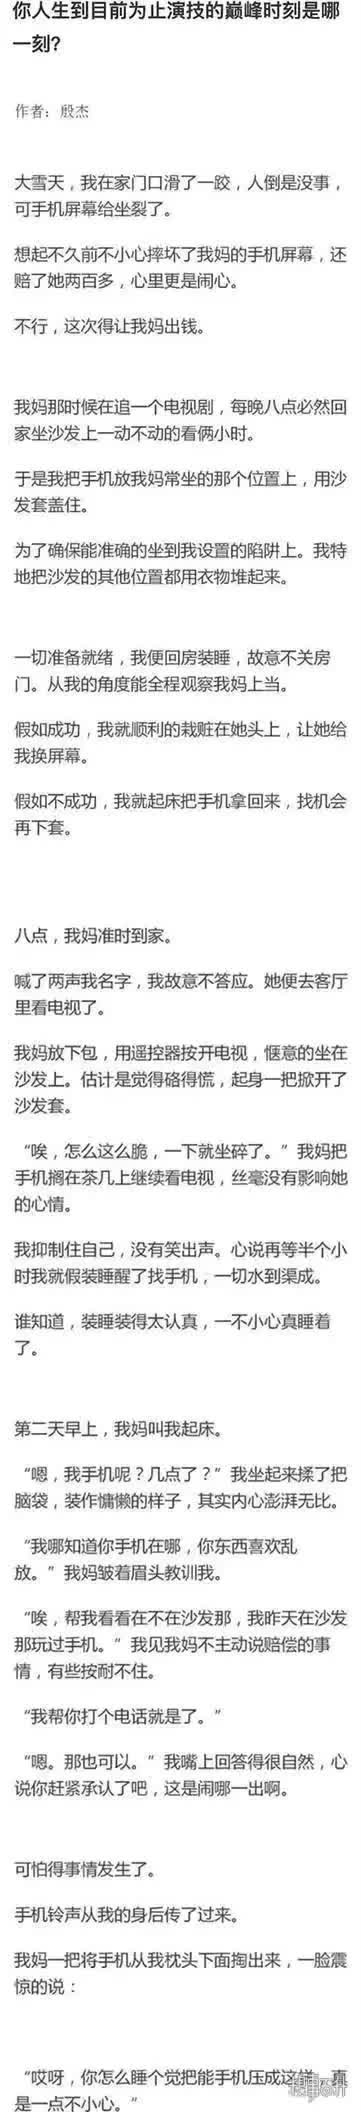 你人生到目前为止演技的巅峰时刻是哪
一刻?
作者：殷杰
大雪天，我在家门口滑了一跤，人倒是没事，
可手机屏幕给坐裂了。
想起不久前不小心摔坏了我妈的手机屏幕，还
赔了她两百多，心里更是闹心。
不行，这次得让我妈出钱。
我妈那时候在追一个电视剧，每晚八点必然回
家坐沙发上一动不动的看俩小时。
于是我把手机放我妈常坐的那个位置上，用沙
发套盖住。
为了确保能准确的坐到我设置的陷阱上。我特
地把沙发的其他位置都用衣物堆起来。
一切准备就绪，我便回房装睡，故意不关房
门。从我的角度能全程观察我妈上当。
假如成功，我就顺利的栽赃在她头上，让她给
我换屏幕。
假如不成功，我就起床把手机拿回来，找机会
再下套。
八点，我妈准时到家。
喊了两声我名字，我故意不答应。她便去客厅
里看电视了。
我妈放下包，用遥控器按开电视，惬意的坐在
沙发上。估计是觉得硌得慌，起身一把掀开了
沙发套。
“唉，怎么这么脆，一下就坐碎了。”我妈把
手机搁在茶几上继续看电视，丝毫没有影响她
的心情。
我抑制住自己，没有笑出声。心说再等半个小
时我就假装睡醒了找手机，一切水到渠成。
谁知道，装睡装得太认真，一不小心真睡着
了。
第二天早上，我妈叫我起床。
“嗯，我手机呢？几点了？”我坐起来揉了把
脑袋，装作慵懒的样子，其实内心澎湃无比。
“我哪知道你手机在哪，你东西喜欢乱
放。”我妈皱着眉头教训我。
“唉，帮我看看在不在沙发那，我昨天在沙发
那玩过手机。”我见我妈不主动说赔偿的事
情，有些按耐不住。
“我帮你打个电话就是了。”
“嗯。那也可以。”我嘴上回答得很自然，心
说你赶紧承认了吧，这是闹哪一出啊。
可怕得事情发生了。
手机铃声从我的身后传了过来。
我妈一把将手机从我枕头下面掏出来，一脸震
惊的说：
“哎呀，你怎么睡个觉把能手机压成这样，真
是一点不小心。”